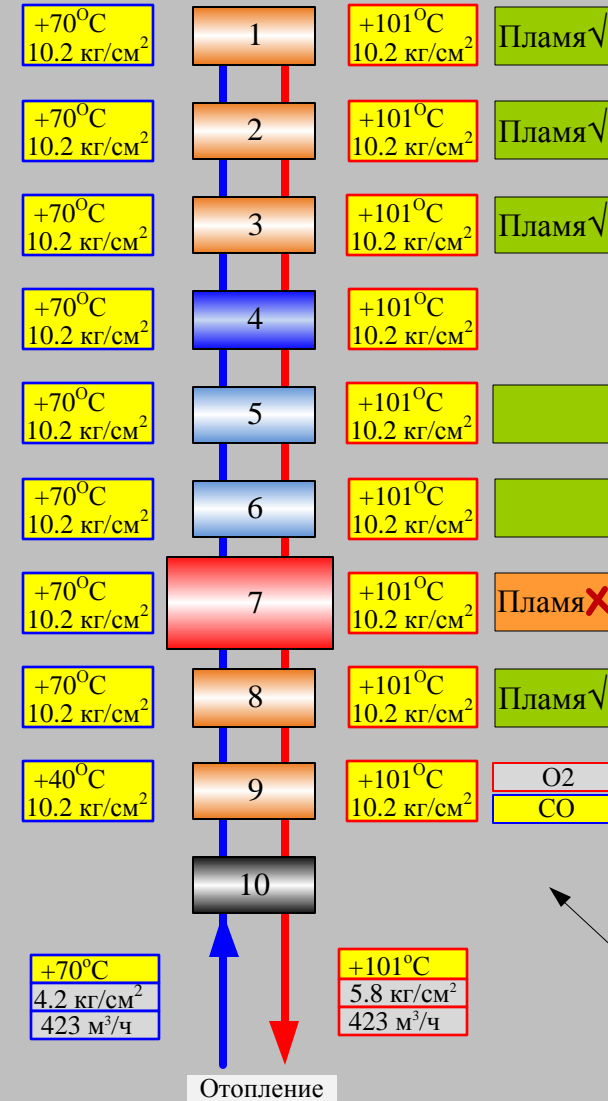 +70°C 1 +101°C Пламя√
10.2 кг/см² 10.2 кг/см²
+70°C 2 +101°C Пламя√
10.2 кг/см² 10.2 кг/см²
+70°C 3 +101°C Пламя√
10.2 кг/см² 10.2 кг/см²
+70°C 4 +101°C
10.2 кг/см² 10.2 кг/см²
+70°C 5 +101°C
10.2 кг/см² 10.2 кг/см²
+70°C 6 +101°C
10.2 кг/см² 10.2 кг/см²
+70°C 7 +101°C Пламя✗
10.2 кг/см² 10.2 кг/см²
+70°C 8 +101°C Пламя√
10.2 кг/см² 10.2 кг/см²
+40°C 9 +101°C O2
10.2 кг/см² 10.2 кг/см² CO
10
+70°C +101°C
4.2 кг/см² 5.8 кг/см²
423 м³/ч 423 м³/ч
Отопление